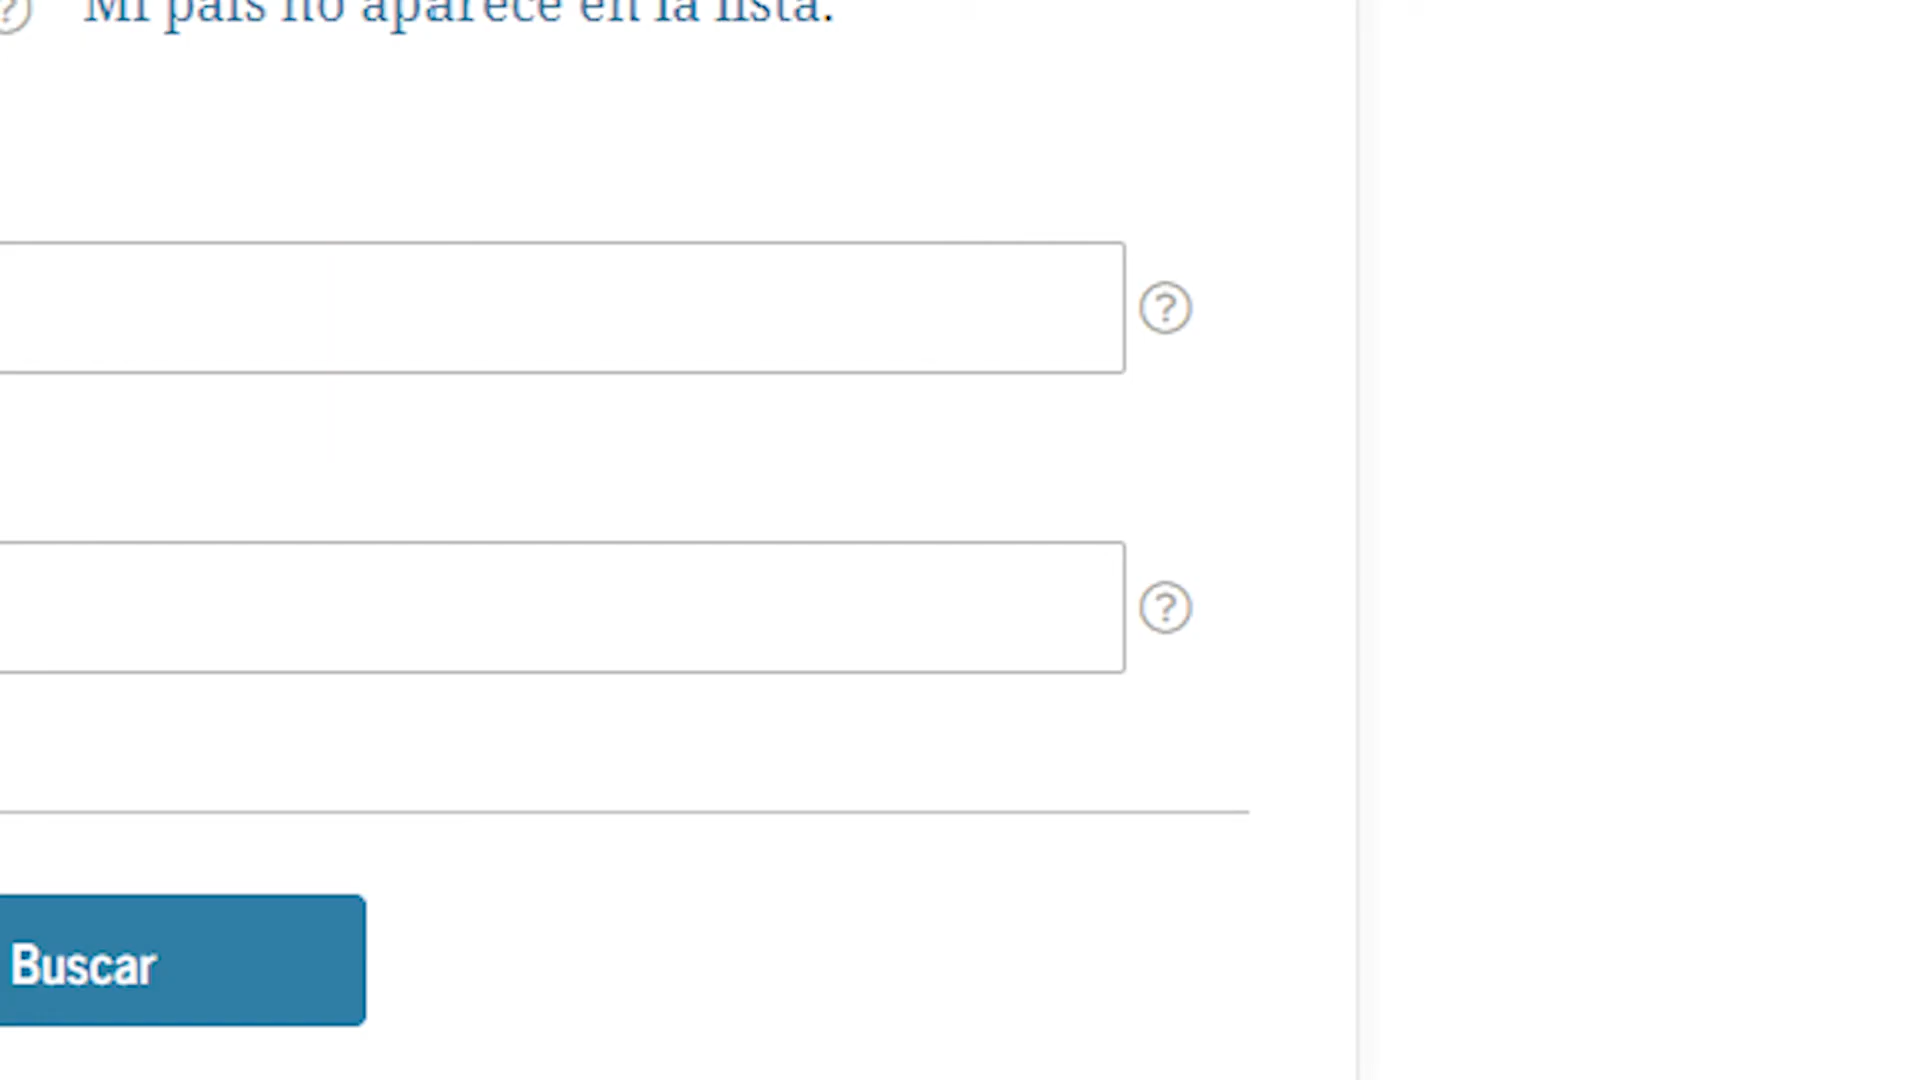 ? Mi país no aparece en la lista.
?
?
Buscar